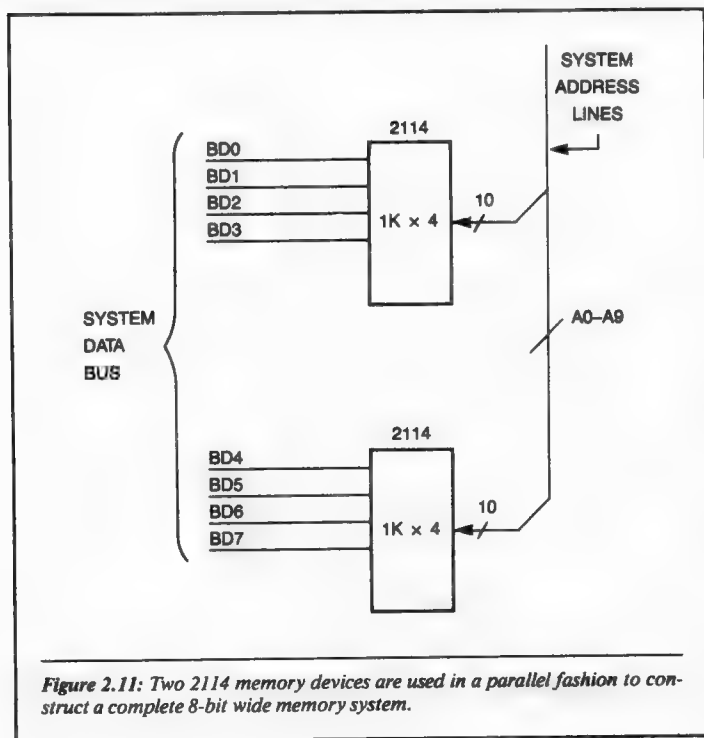 SYSTEM
ADDRESS
LINES
2114
BD0
BD1
BD2
BD3
1K × 4
10
SYSTEM
DATA
BUS
A0–A9
2114
BD4
BD5
BD6
BD7
1K × 4
10
Figure 2.11: Two 2114 memory devices are used in a parallel fashion to con-
struct a complete 8-bit wide memory system.